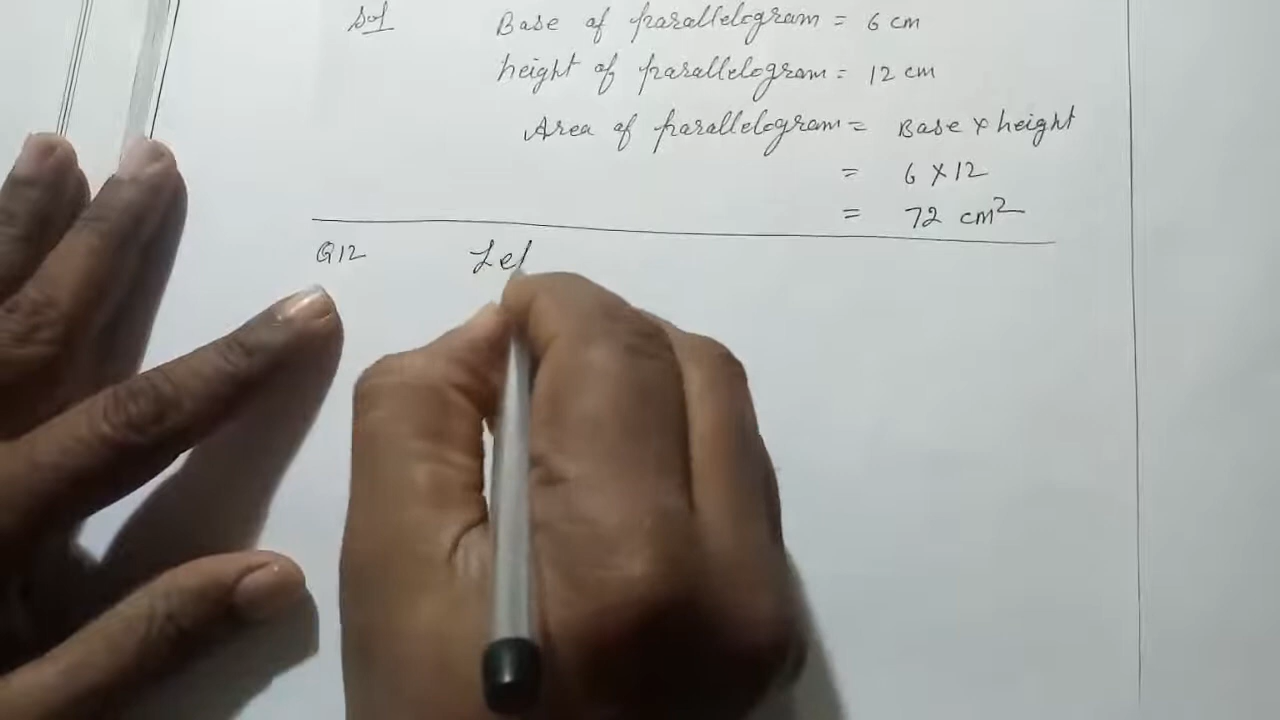 Sol Base of parallelogram = 6 cm
height of parallelogram = 12 cm
Area of parallelogram = Base × height
= 6 × 12
= 72 cm²
Q12 Let